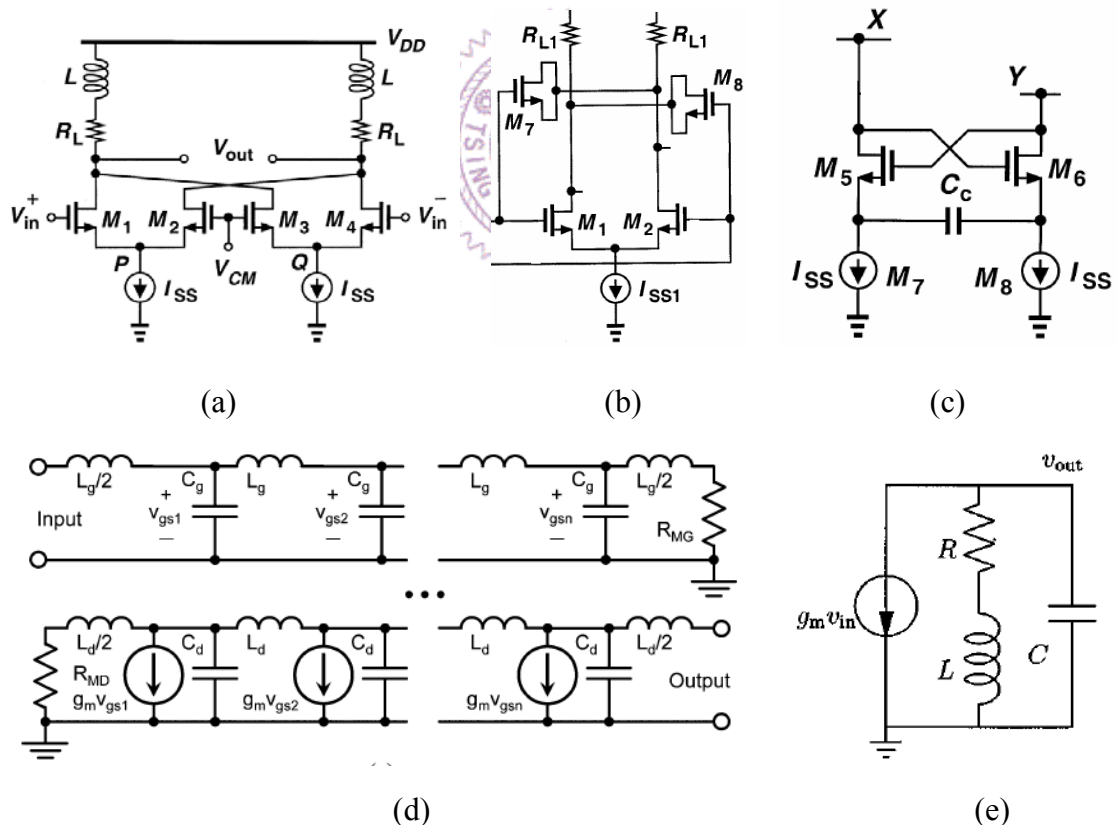 V_DD
L
L
R_L
R_L
V_out
V_in^+
M_1
M_2
M_3
M_4
V_in^-
P
V_CM
Q
I_SS
I_SS
(a)
R_L1
R_L1
M_7
M_8
TSING
M_1
M_2
I_SS1
(b)
X
Y
M_5
M_6
C_c
I_SS
M_7
M_8
I_SS
(c)
L_g/2
C_g
L_g
C_g
L_g
C_g
L_g/2
Input
+
v_gs1
–
+
v_gs2
–
+
v_gsn
–
R_MG
•••
L_d/2
C_d
L_d
C_d
L_d
C_d
L_d/2
R_MD
g_m v_gs1
g_m v_gs2
g_m v_gsn
Output
(d)
v_out
R
g_m v_in
L
C
(e)